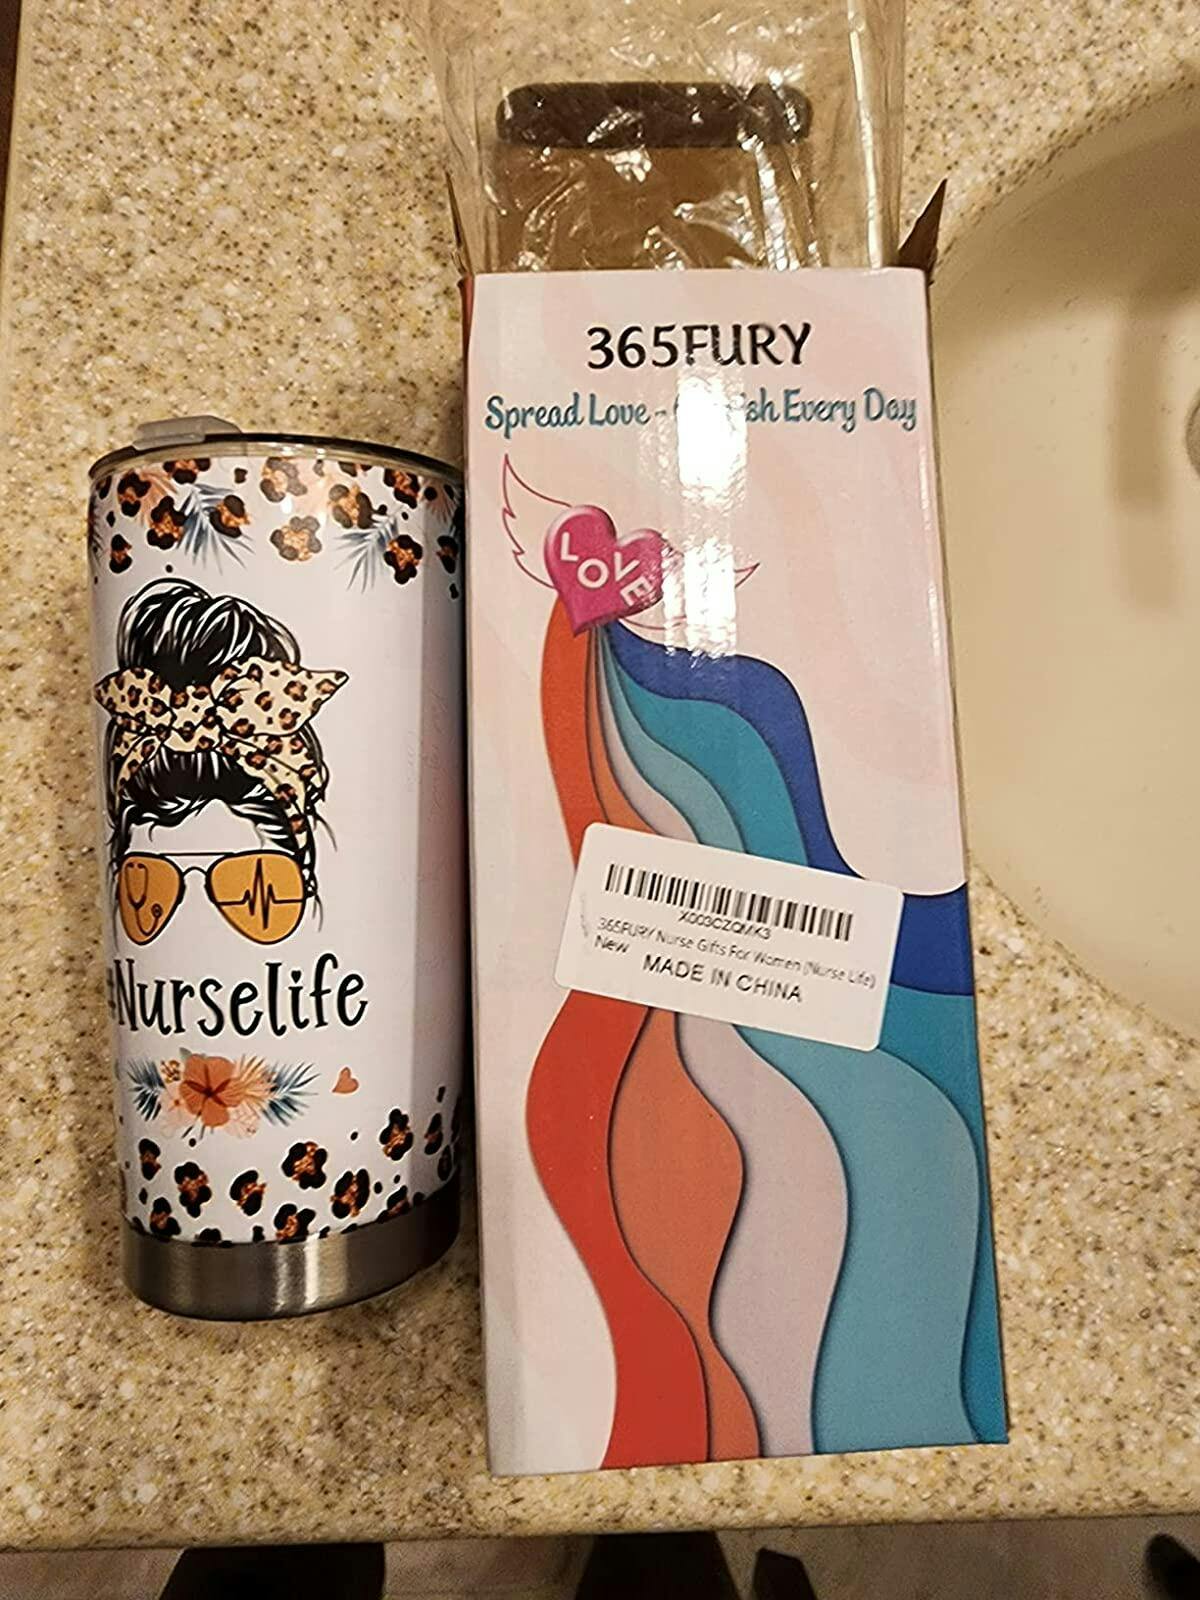 365FURY
Spread Love - ish Every Day
LOVE
#Nurselife
X003CZQMK3
365FURY Nurse Gifts For Women (Nurse Life)
New
MADE IN CHINA